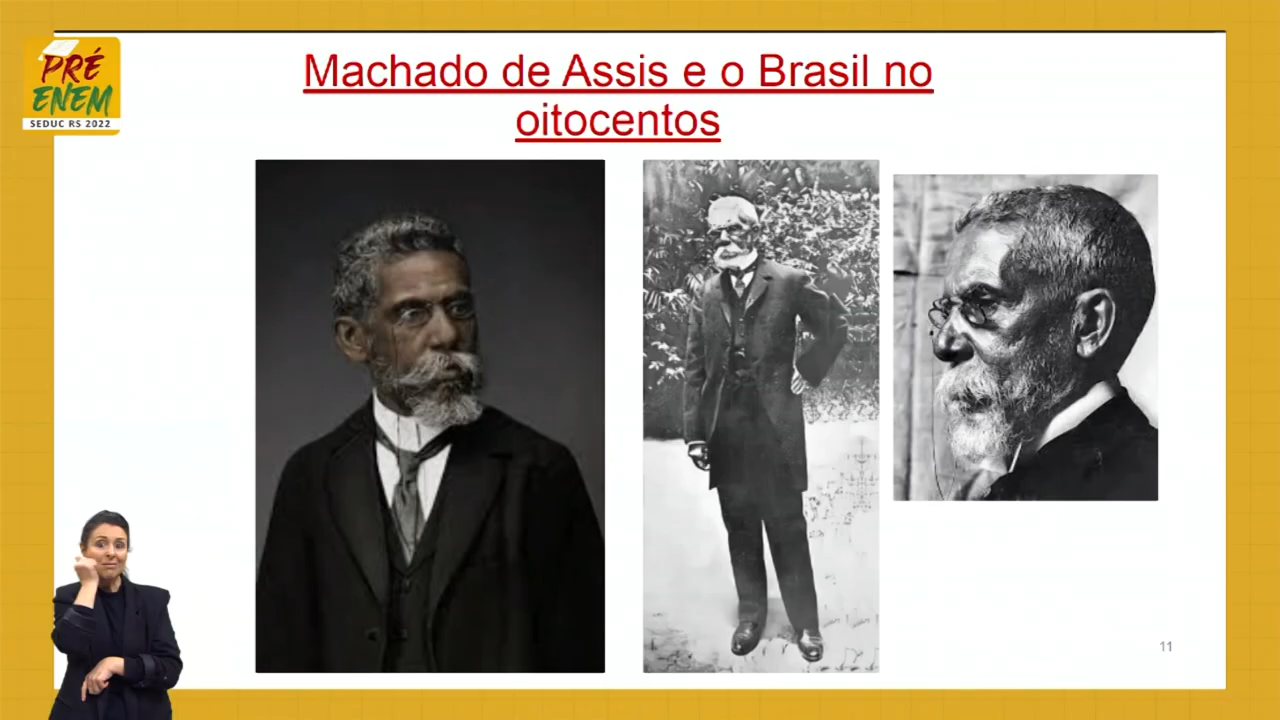 PRÉ
ENEM
SEDUC RS 2022
Machado de Assis e o Brasil no
oitocentos
11